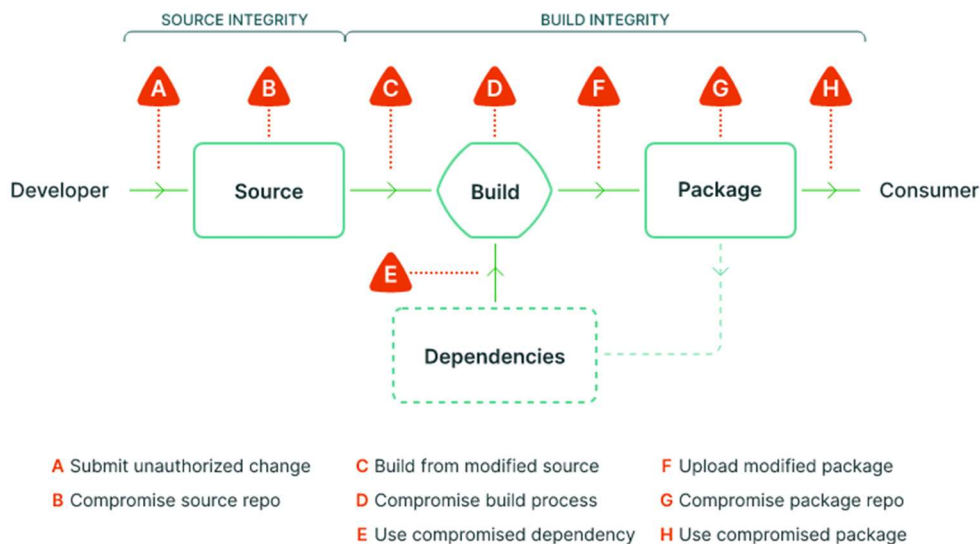 SOURCE INTEGRITY
BUILD INTEGRITY
A
B
C
D
F
G
H
Developer
Source
Build
Package
Consumer
E
Dependencies
A Submit unauthorized change
B Compromise source repo
C Build from modified source
D Compromise build process
E Use compromised dependency
F Upload modified package
G Compromise package repo
H Use compromised package